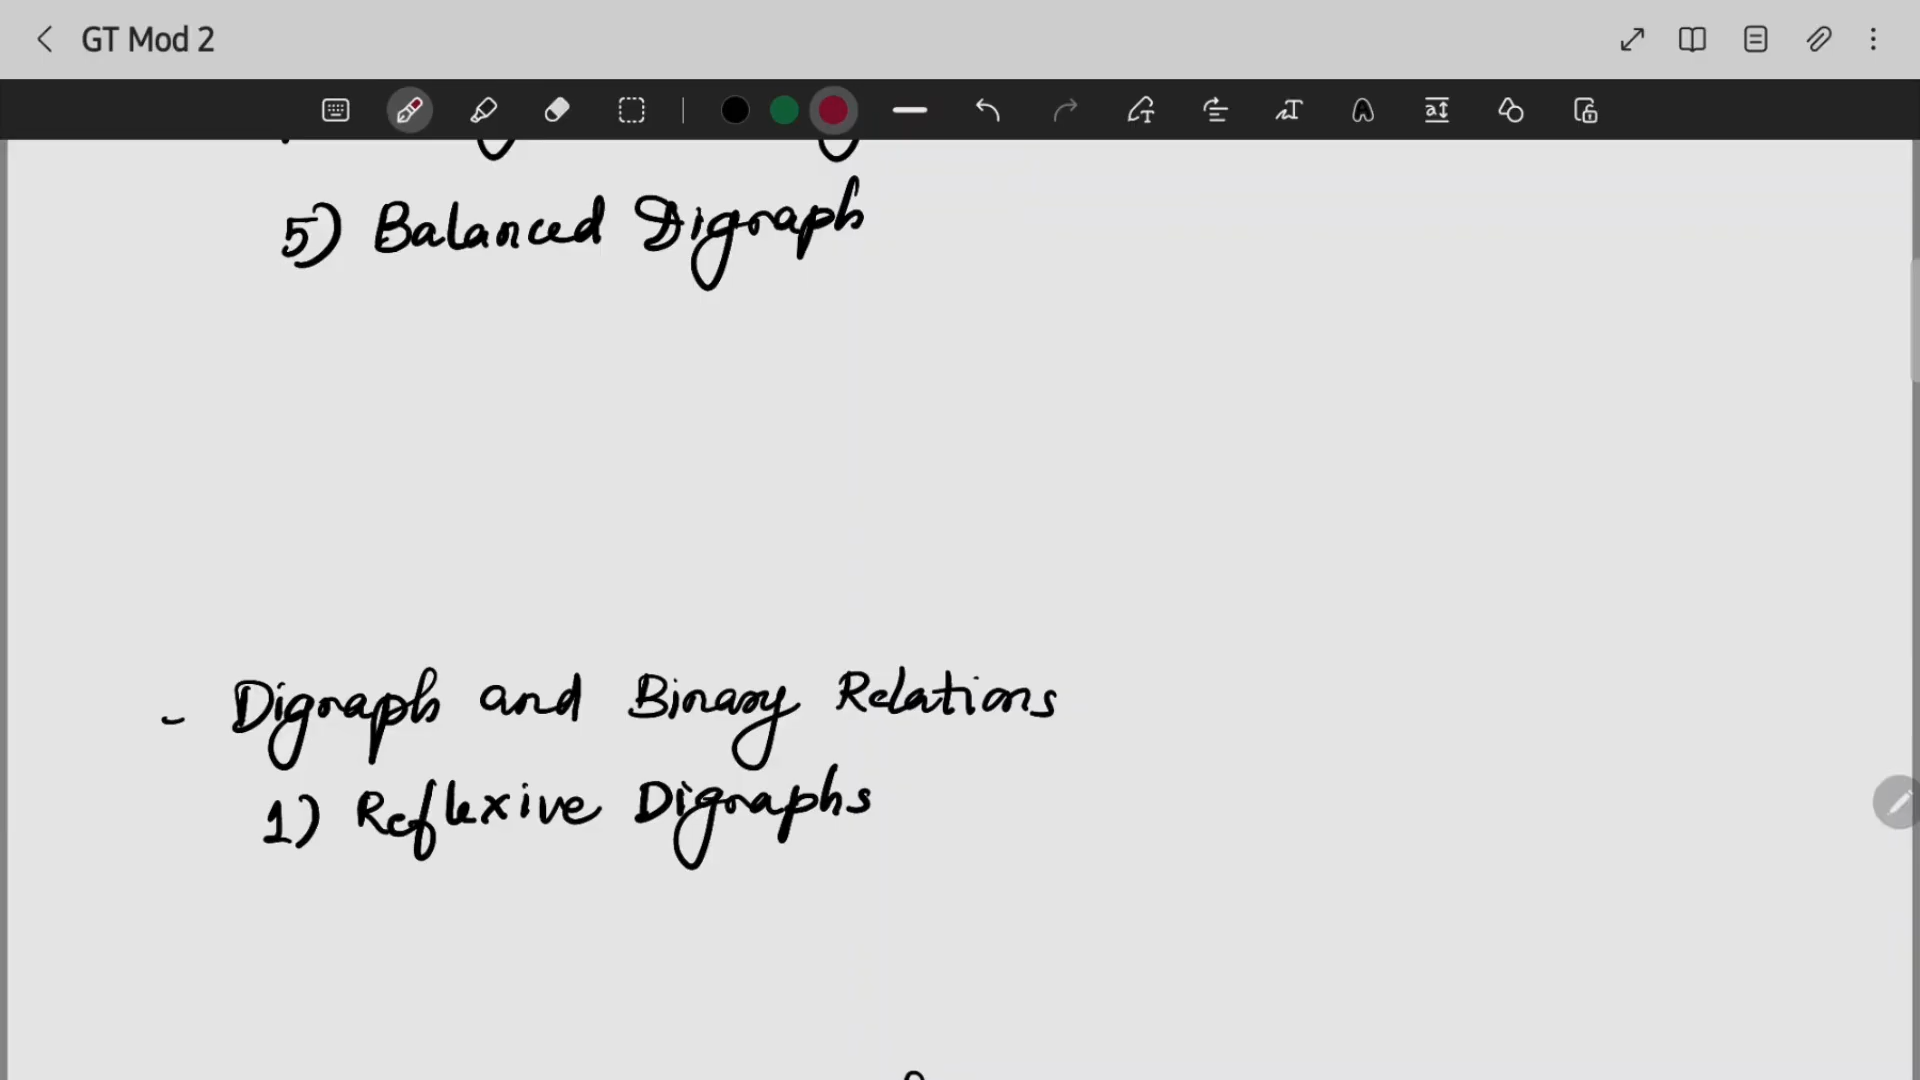 GT Mod 2
5) Balanced Digraph
- Digraph and Binary Relations
1) Reflexive Digraphs